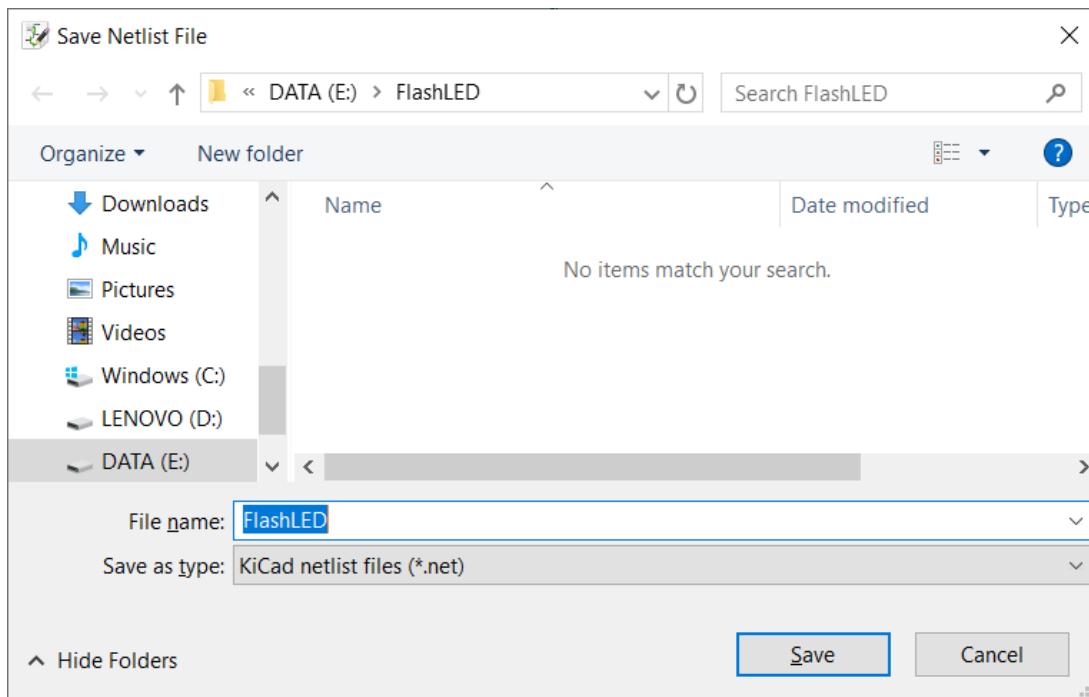 Save Netlist File
« DATA (E:) > FlashLED
Search FlashLED
Organize
New folder
?
Downloads
Music
Pictures
Videos
Windows (C:)
LENOVO (D:)
DATA (E:)
Name
Date modified
Type
No items match your search.
File name: FlashLED
Save as type: KiCad netlist files (*.net)
Hide Folders
Save
Cancel